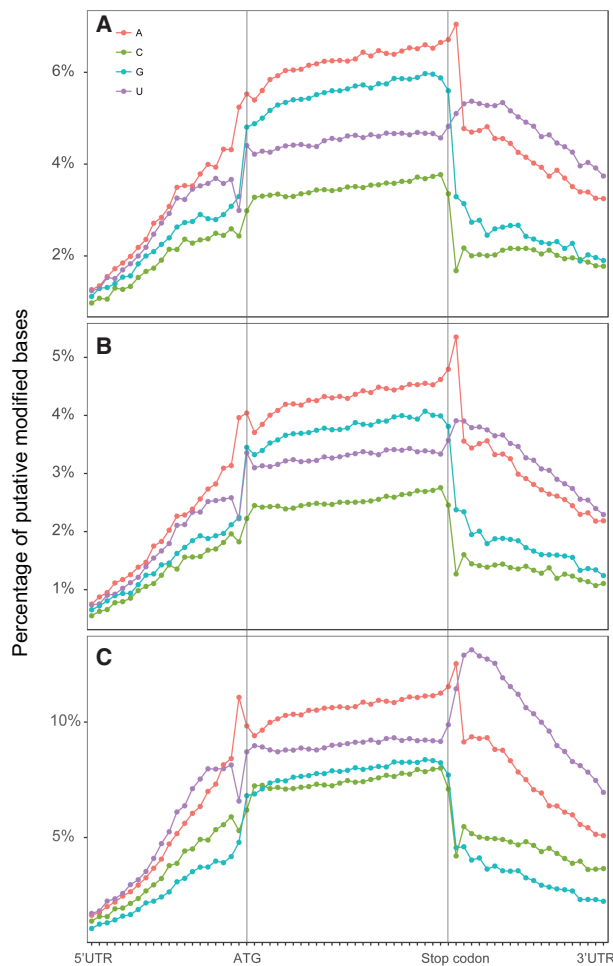 A
A
C
G
U
6%
4%
2%
B
5%
4%
3%
2%
1%
C
10%
5%
Percentage of putative modified bases
5'UTR ATG Stop codon 3'UTR